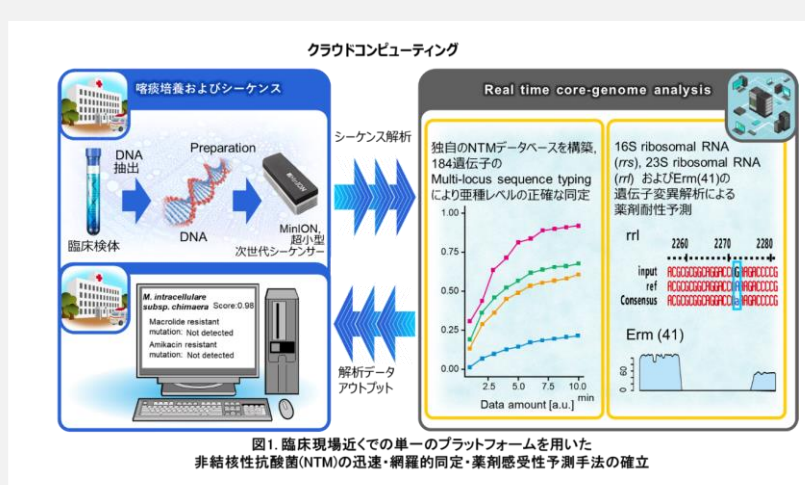 クラウドコンピューティング
喀痰培養およびシーケンス
DNA
抽出
Preparation
臨床検体
DNA
MinION
MinION,
超小型
次世代シーケンサー
シーケンス解析
Real time core-genome analysis
独自のNTMデータベースを構築,
184遺伝子の
Multi-locus sequence typing
により亜種レベルの正確な同定
1.00
0.75
0.50
0.25
0.00
2.5
5.0
7.5
10.0
min
Data amount [a.u.]
16S ribosomal RNA
(rrs), 23S ribosomal RNA
(rrl) およびErm(41)の
遺伝子変異解析による
薬剤耐性予測
rrl
2260 2270 2280
input
ref
Consensus
Erm (41)
60
0
M. intracellulare
subsp. chimaera Score:0.98
Macrolide resistant
mutation: Not detected
Amikacin resistant
mutation: Not detected
解析データ
アウトプット
図1. 臨床現場近くでの単一のプラットフォームを用いた
非結核性抗酸菌(NTM)の迅速・網羅的同定・薬剤感受性予測手法の確立